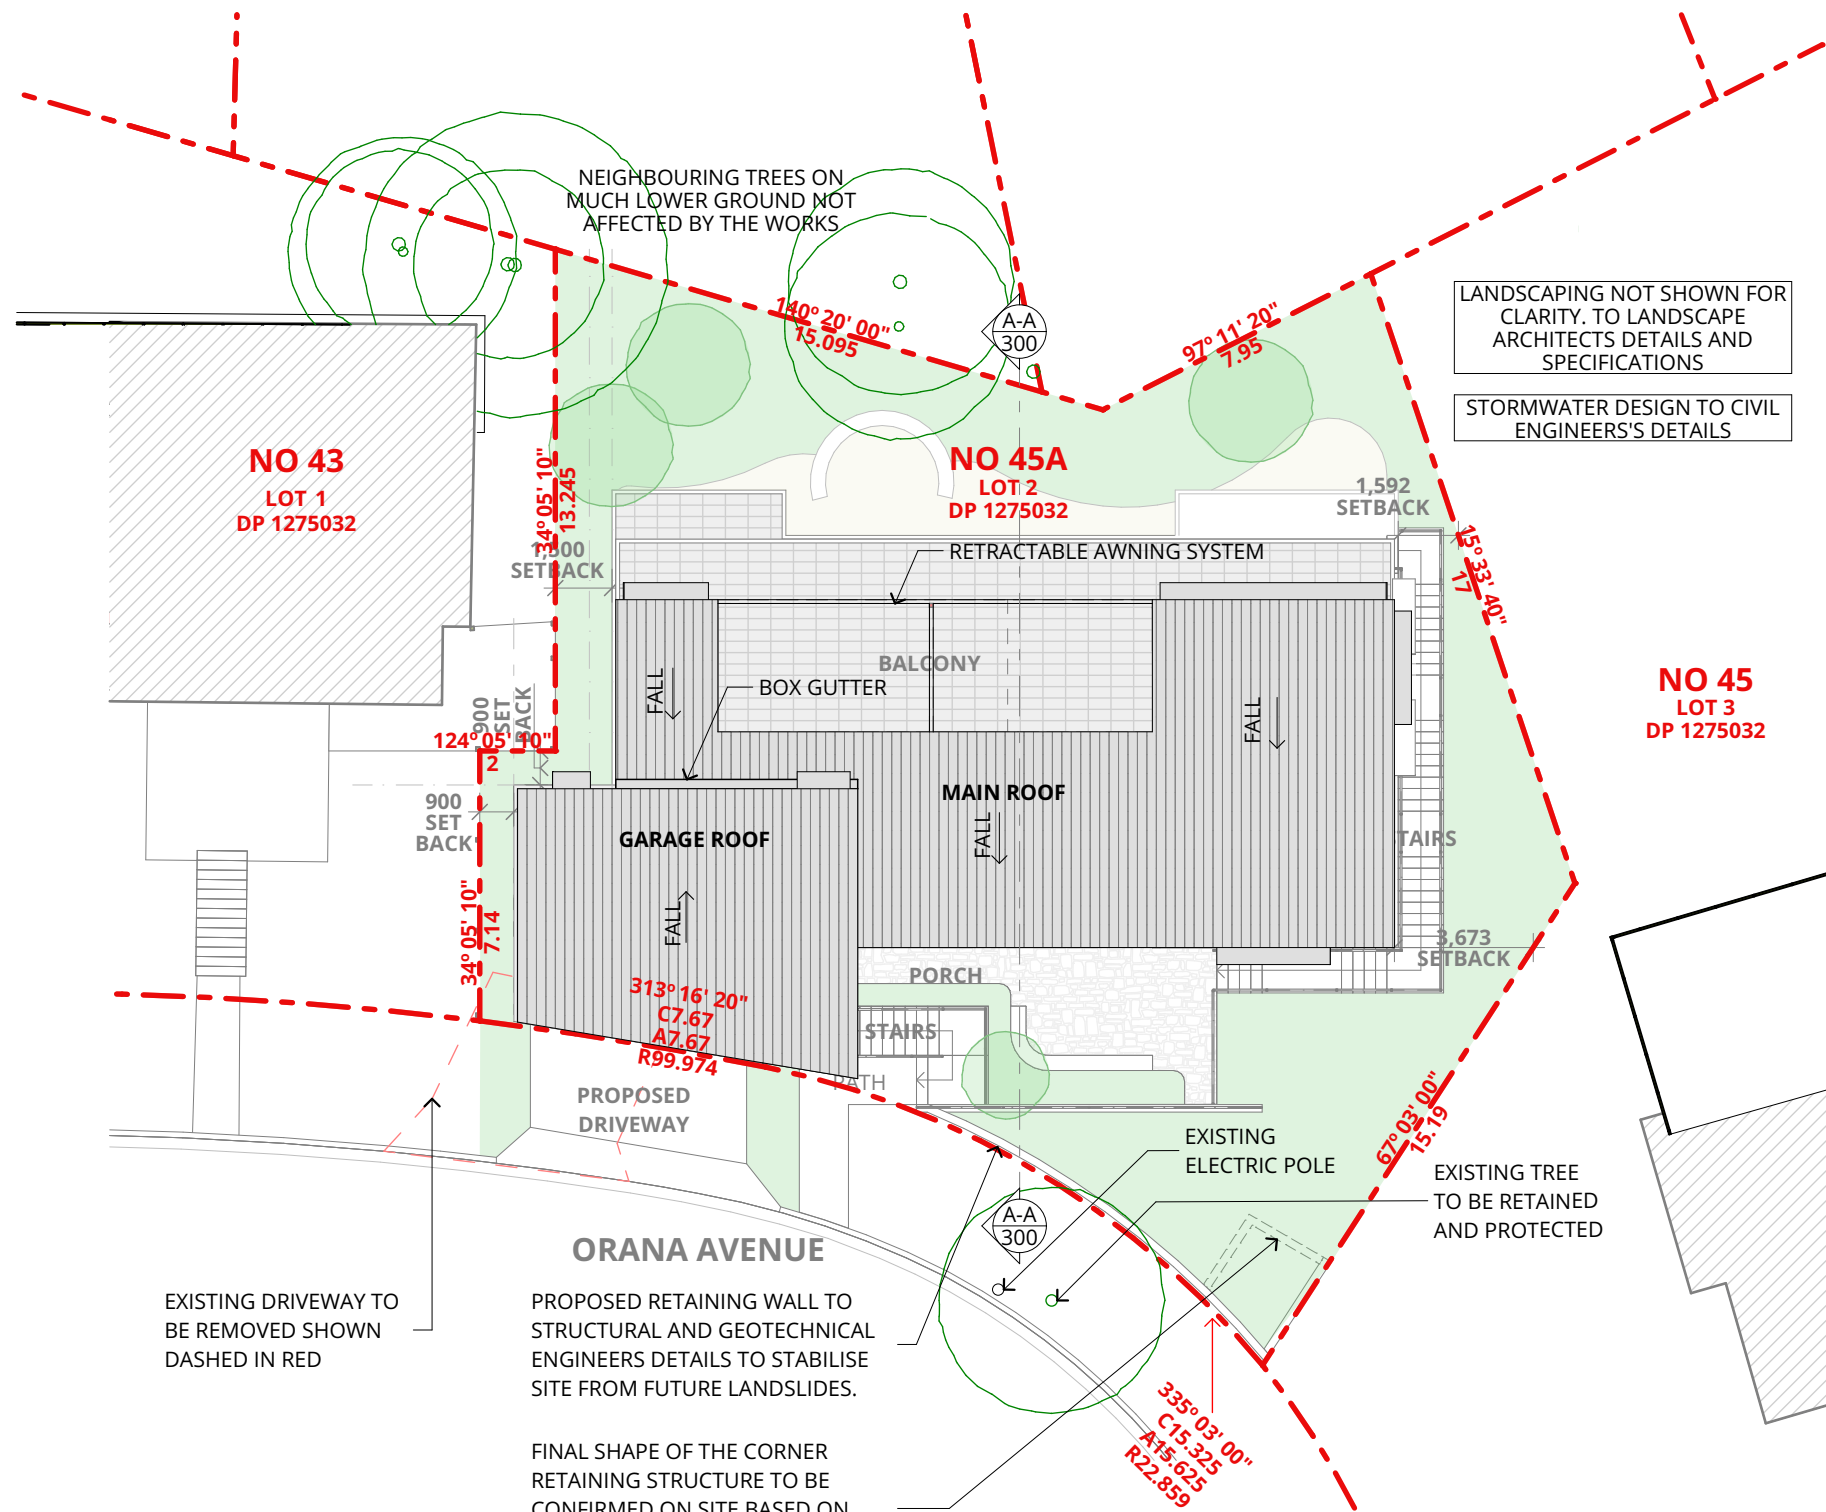 NEIGHBOURING TREES ON
MUCH LOWER GROUND NOT
AFFECTED BY THE WORKS
140° 20' 00"
15.095
A-A
300
97° 11' 20"
7.95
LANDSCAPING NOT SHOWN FOR
CLARITY. TO LANDSCAPE
ARCHITECTS DETAILS AND
SPECIFICATIONS
STORMWATER DESIGN TO CIVIL
ENGINEERS'S DETAILS
NO 43
LOT 1
DP 1275032
34° 05' 10"
13.245
NO 45A
LOT 2
DP 1275032
1,592
SETBACK
15° 33' 40"
17
1,500
SETBACK
RETRACTABLE AWNING SYSTEM
BALCONY
BOX GUTTER
FALL
FALL
NO 45
LOT 3
DP 1275032
900
SET
BACK
124° 05' 10"
2
900
SET
BACK
MAIN ROOF
FALL
GARAGE ROOF
FALL
TAIRS
34° 05' 10"
7.14
3,673
SETBACK
PORCH
313° 16' 20"
C7.67
A7.67
R99.974
STAIRS
PATH
PROPOSED
DRIVEWAY
67° 03' 00"
15.19
EXISTING
ELECTRIC POLE
EXISTING TREE
TO BE RETAINED
AND PROTECTED
A-A
300
ORANA AVENUE
EXISTING DRIVEWAY TO
BE REMOVED SHOWN
DASHED IN RED
PROPOSED RETAINING WALL TO
STRUCTURAL AND GEOTECHNICAL
ENGINEERS DETAILS TO STABILISE
SITE FROM FUTURE LANDSLIDES.
335° 03' 00"
C15.325
A15.625
R22.859
FINAL SHAPE OF THE CORNER
RETAINING STRUCTURE TO BE
CONFIRMED ON SITE BASED ON